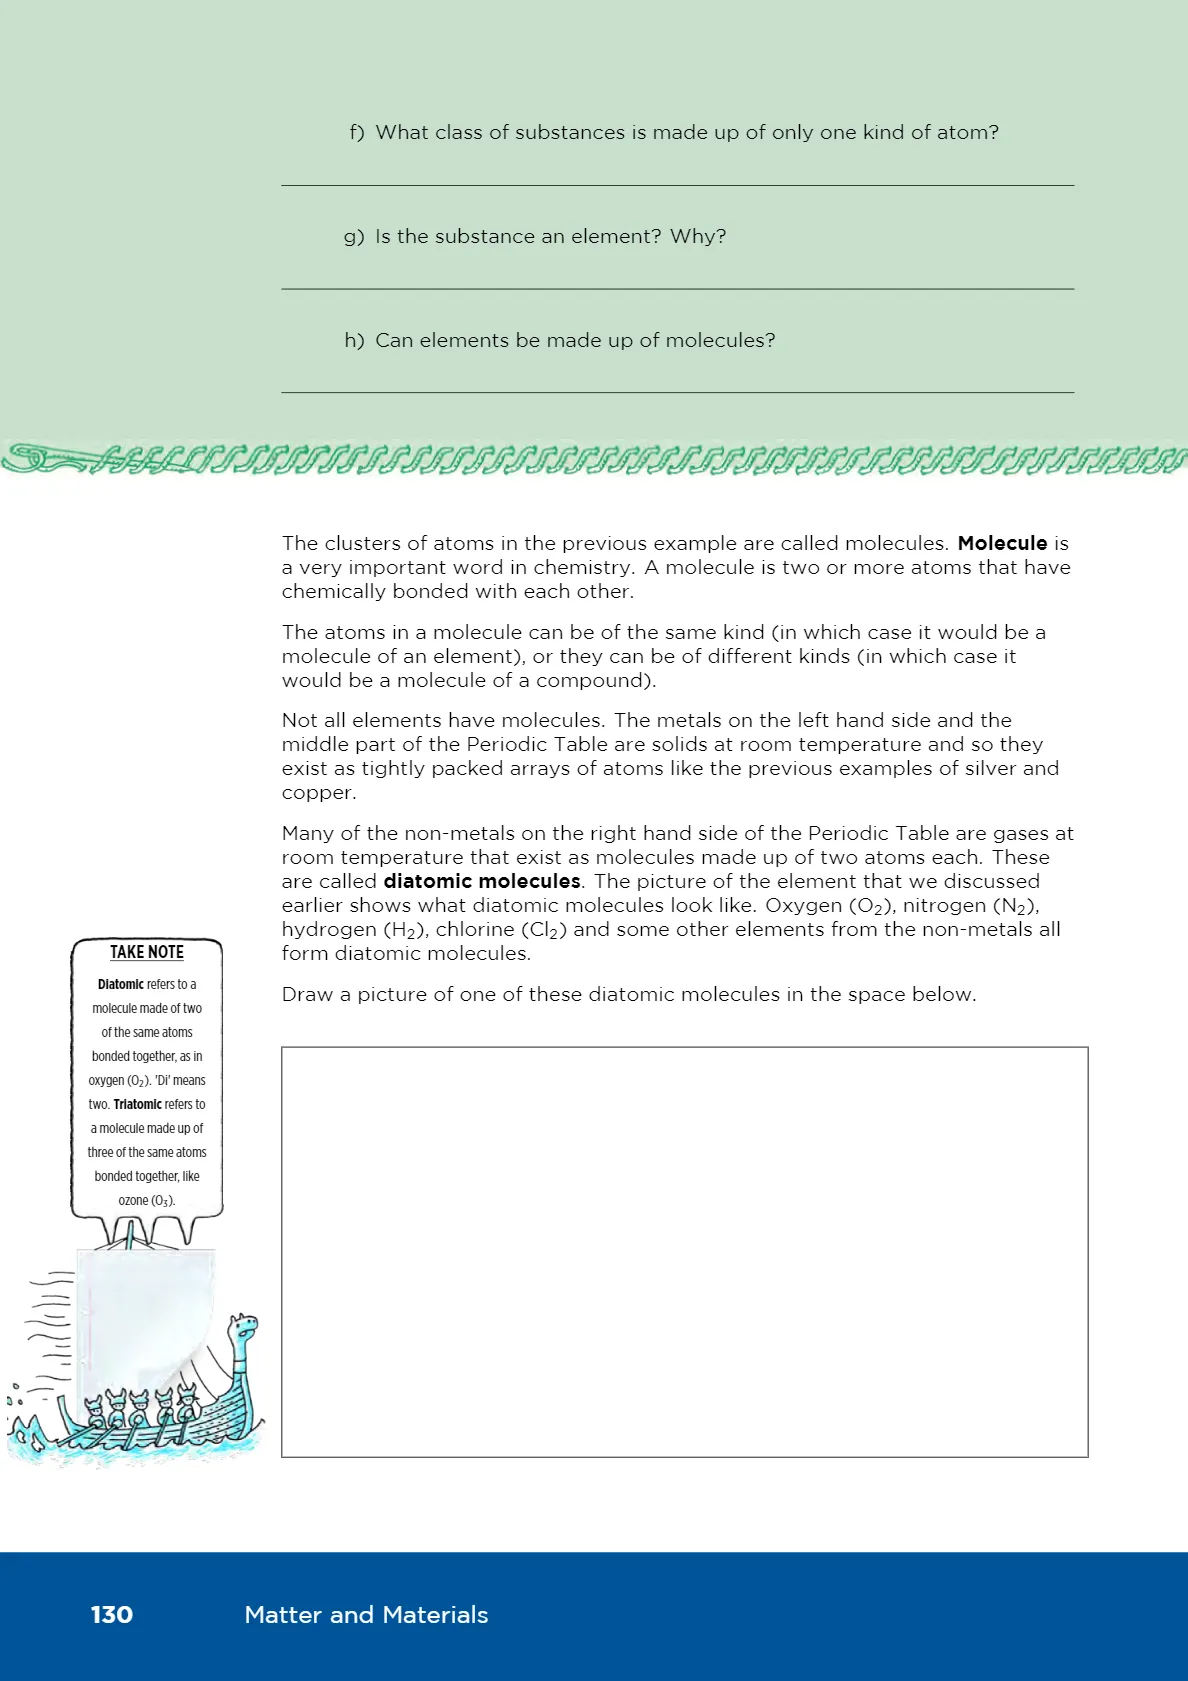 f) What class of substances is made up of only one kind of atom?
g) Is the substance an element? Why?
h) Can elements be made up of molecules?
The clusters of atoms in the previous example are called molecules. Molecule is
a very important word in chemistry. A molecule is two or more atoms that have
chemically bonded with each other.
The atoms in a molecule can be of the same kind (in which case it would be a
molecule of an element), or they can be of different kinds (in which case it
would be a molecule of a compound).
Not all elements have molecules. The metals on the left hand side and the
middle part of the Periodic Table are solids at room temperature and so they
exist as tightly packed arrays of atoms like the previous examples of silver and
copper.
Many of the non-metals on the right hand side of the Periodic Table are gases at
room temperature that exist as molecules made up of two atoms each. These
are called diatomic molecules. The picture of the element that we discussed
earlier shows what diatomic molecules look like. Oxygen (O₂), nitrogen (N₂),
hydrogen (H₂), chlorine (Cl₂) and some other elements from the non-metals all
form diatomic molecules.
Draw a picture of one of these diatomic molecules in the space below.
TAKE NOTE
Diatomic refers to a
molecule made of two
of the same atoms
bonded together, as in
oxygen (O₂). 'Di' means
two. Triatomic refers to
a molecule made up of
three of the same atoms
bonded together, like
ozone (O₃).
130 Matter and Materials